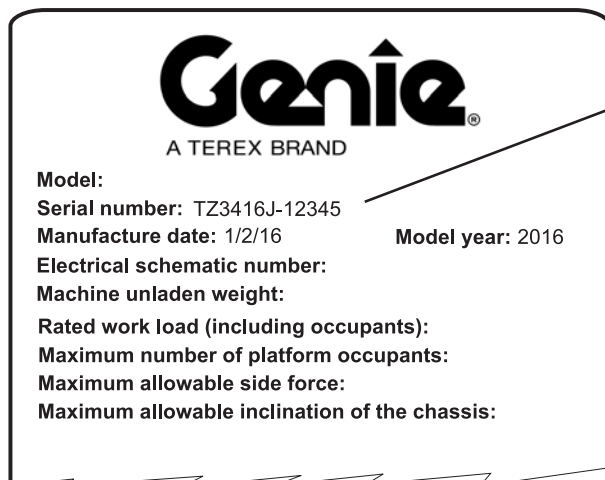 Genie®
A TEREX BRAND
Model:
Serial number: TZ3416J-12345
Manufacture date: 1/2/16 Model year: 2016
Electrical schematic number:
Machine unladen weight:
Rated work load (including occupants):
Maximum number of platform occupants:
Maximum allowable side force:
Maximum allowable inclination of the chassis: